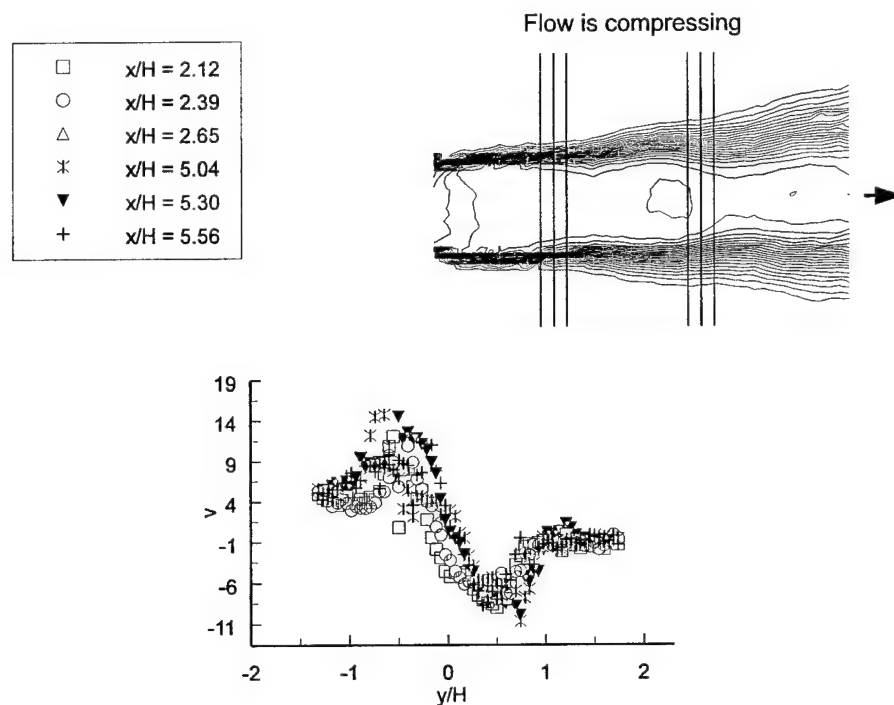 Flow is compressing
x/H = 2.12
x/H = 2.39
x/H = 2.65
x/H = 5.04
x/H = 5.30
x/H = 5.56
19
14
9
4
-1
-6
-11
v
-2
-1
0
1
2
y/H